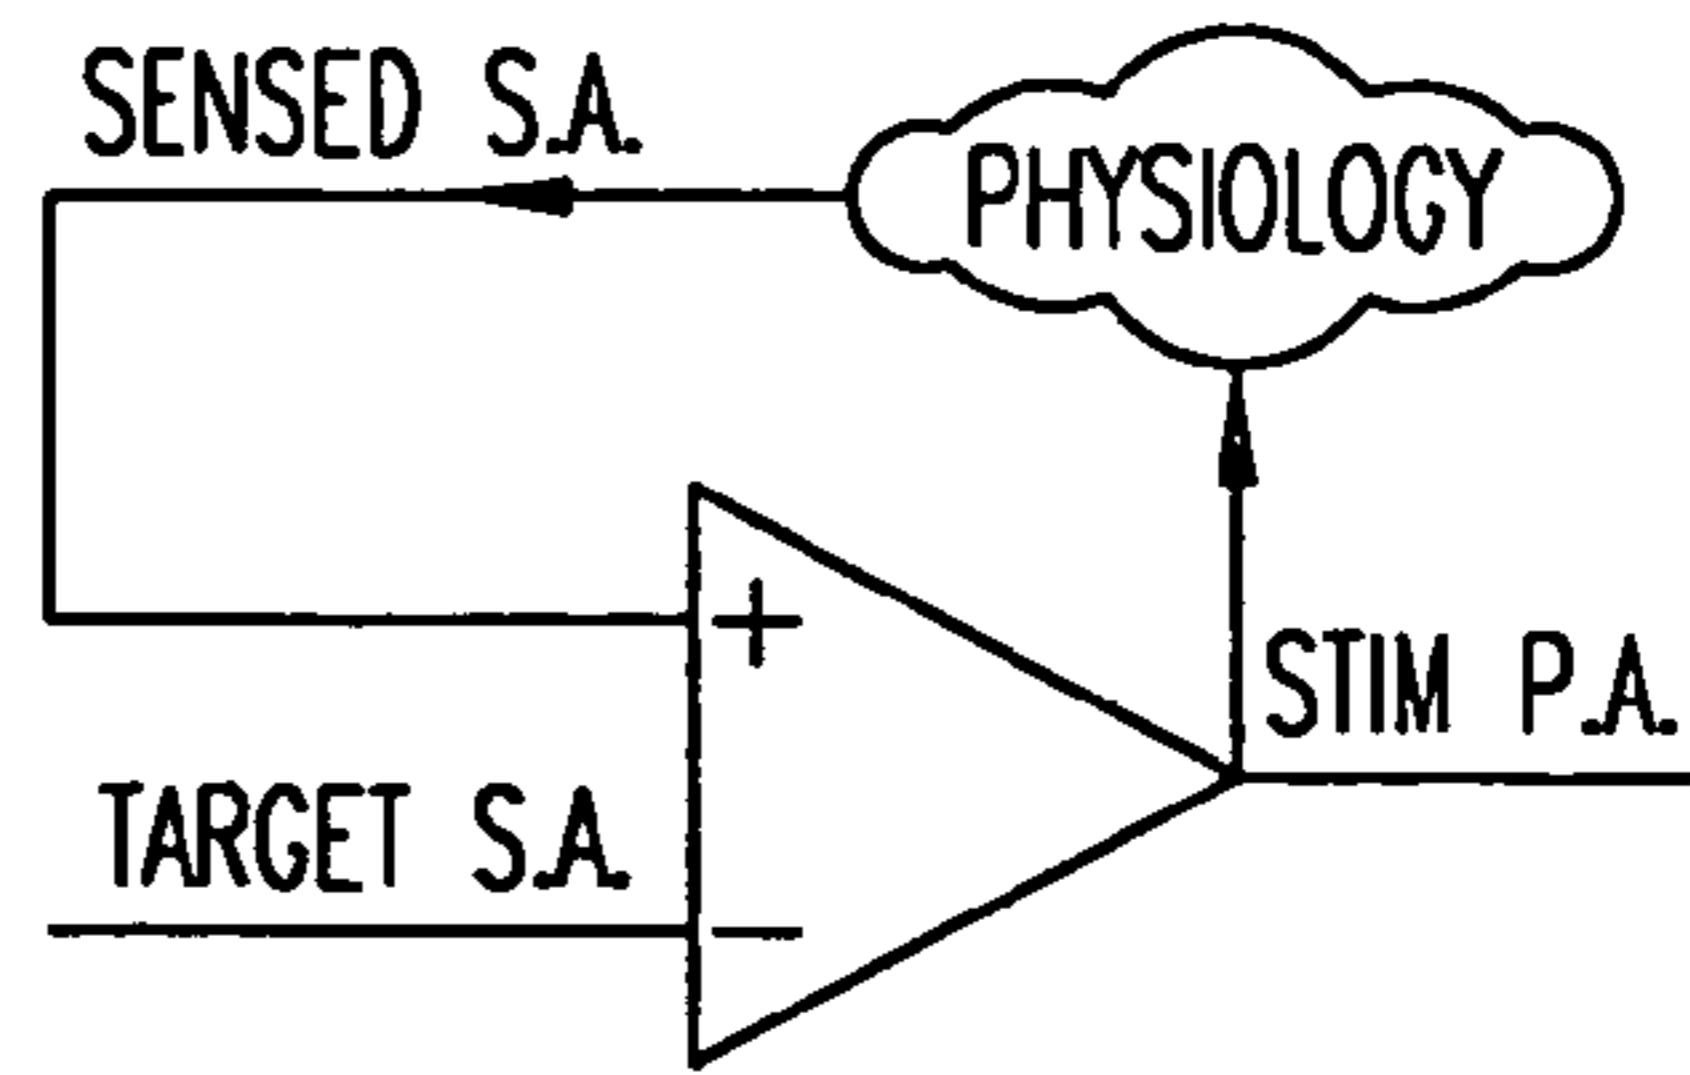 SENSED S.A.
PHYSIOLOGY
+
STIM P.A.
TARGET S.A.
−